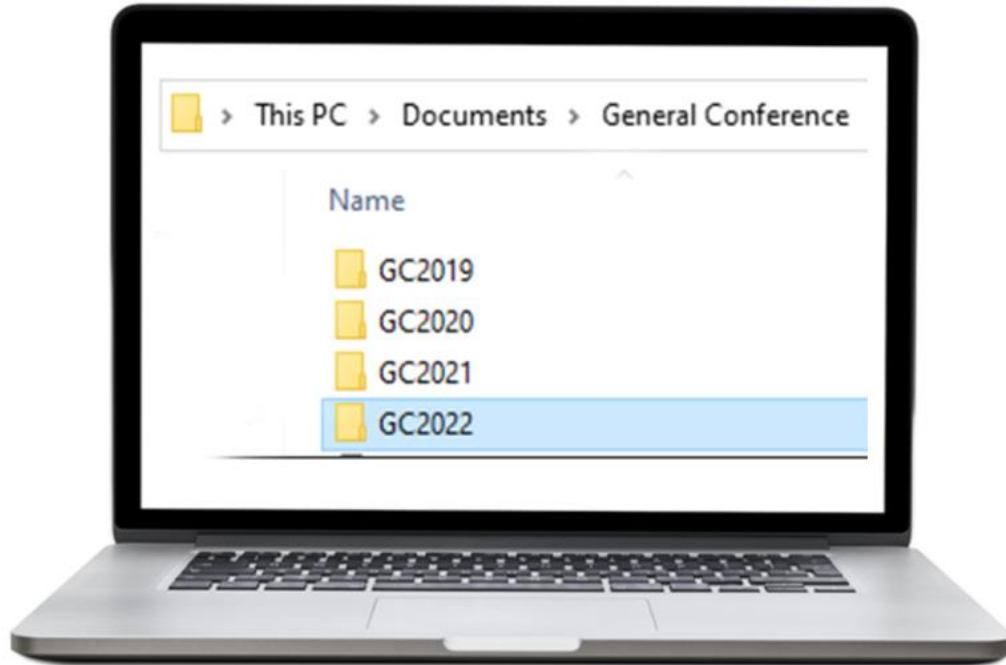 > This PC > Documents > General Conference
Name
GC2019
GC2020
GC2021
GC2022